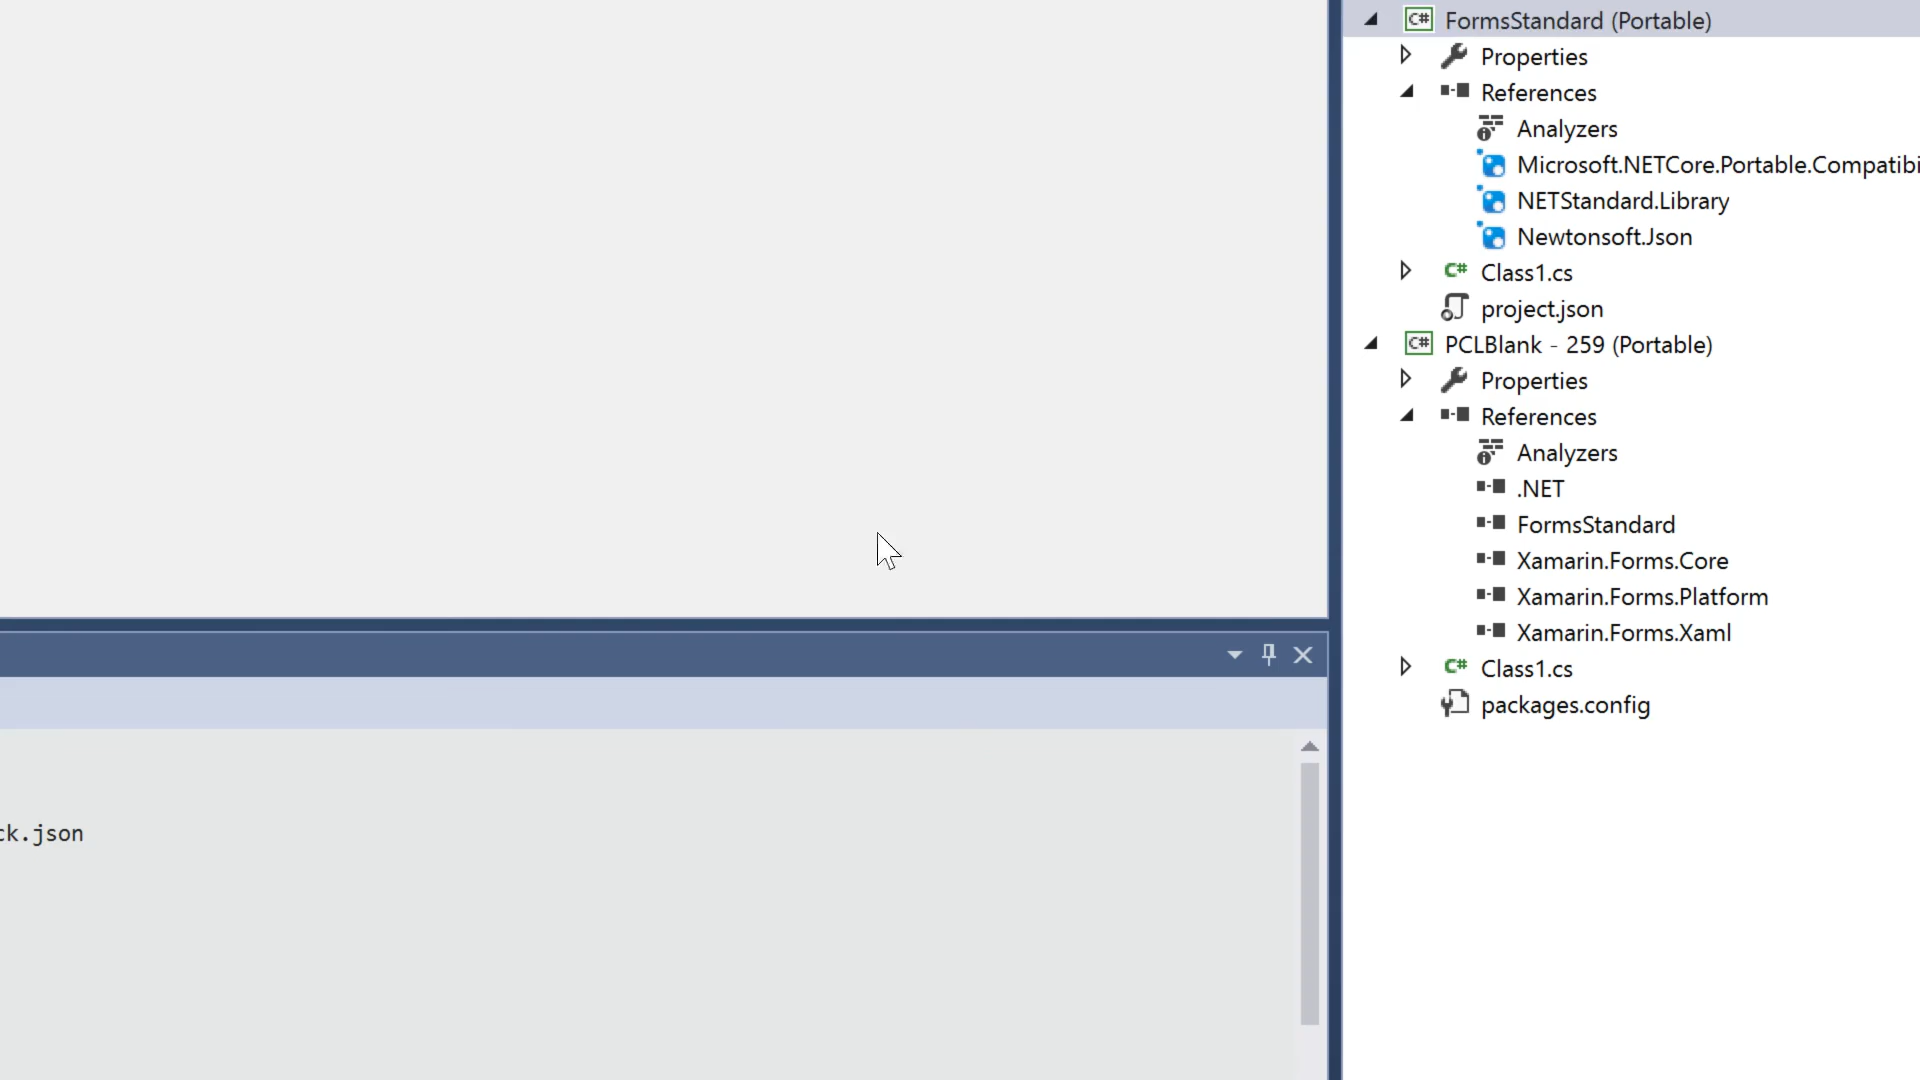 FormsStandard (Portable)
Properties
References
Analyzers
Microsoft.NETCore.Portable.Compatibi
NETStandard.Library
Newtonsoft.Json
C# Class1.cs
project.json
C# PCLBlank - 259 (Portable)
Properties
References
Analyzers
.NET
FormsStandard
Xamarin.Forms.Core
Xamarin.Forms.Platform
Xamarin.Forms.Xaml
C# Class1.cs
packages.config
ck.json